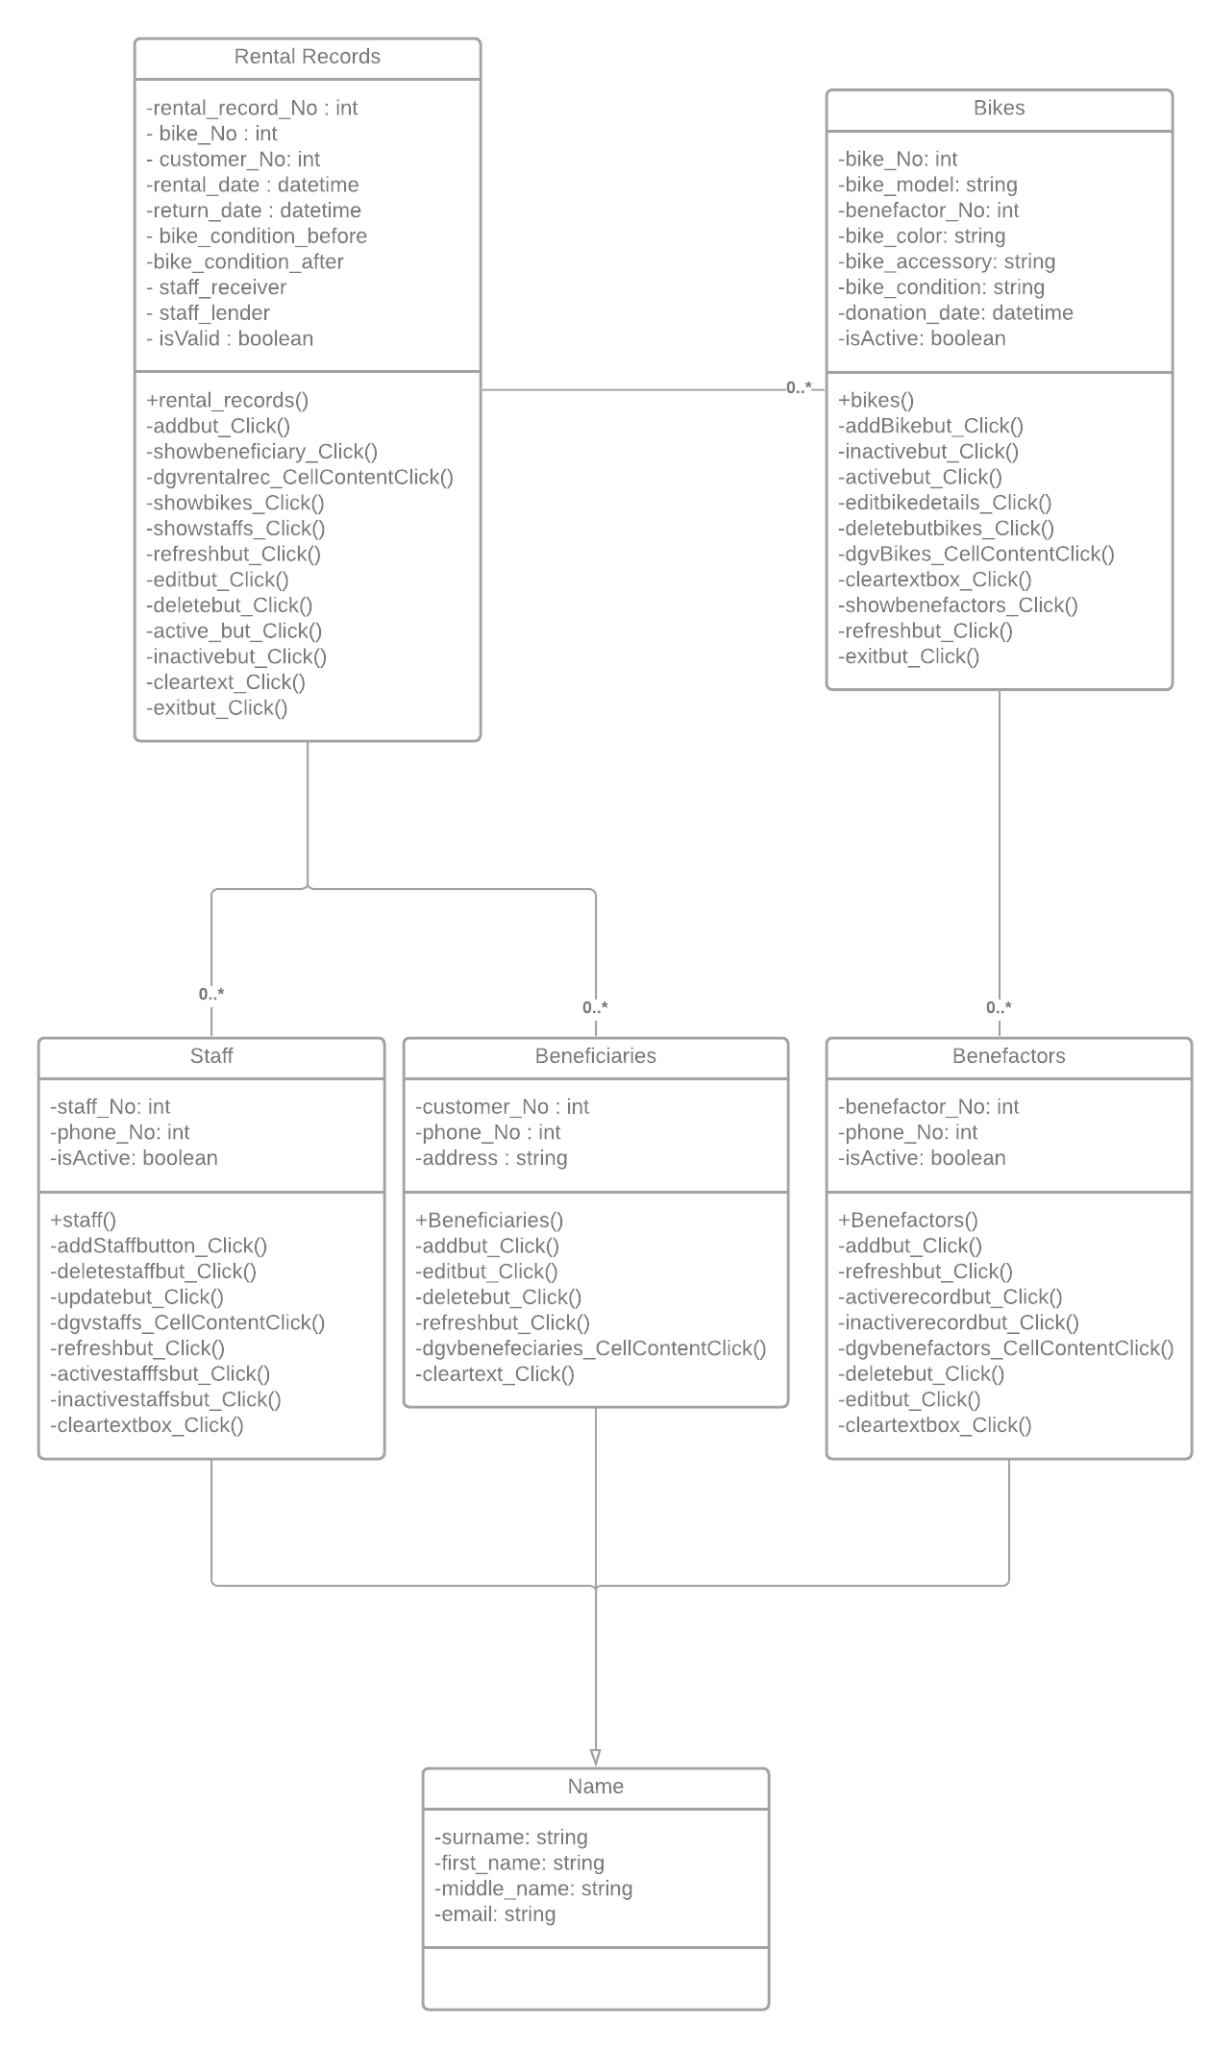 Rental Records
-rental_record_No : int
- bike_No : int
- customer_No: int
-rental_date : datetime
-return_date : datetime
- bike_condition_before
-bike_condition_after
- staff_receiver
- staff_lender
- isValid : boolean
+rental_records()
-addbut_Click()
-showbeneficiary_Click()
-dgvrentalrec_CellContentClick()
-showbikes_Click()
-showstaffs_Click()
-refreshbut_Click()
-editbut_Click()
-deletebut_Click()
-active_but_Click()
-inactivebut_Click()
-cleartext_Click()
-exitbut_Click()
Bikes
-bike_No: int
-bike_model: string
-benefactor_No: int
-bike_color: string
-bike_accessory: string
-bike_condition: string
-donation_date: datetime
-isActive: boolean
0..*
+bikes()
-addBikebut_Click()
-inactivebut_Click()
-activebut_Click()
-editbikedetails_Click()
-deletebutbikes_Click()
-dgvBikes_CellContentClick()
-cleartextbox_Click()
-showbenefactors_Click()
-refreshbut_Click()
-exitbut_Click()
0..*
0..*
0..*
Staff
-staff_No: int
-phone_No: int
-isActive: boolean
+staff()
-addStaffbutton_Click()
-deletestaffbut_Click()
-updatebut_Click()
-dgvstaffs_CellContentClick()
-refreshbut_Click()
-activestafffsbut_Click()
-inactivestaffsbut_Click()
-cleartextbox_Click()
Beneficiaries
-customer_No : int
-phone_No : int
-address : string
+Beneficiaries()
-addbut_Click()
-editbut_Click()
-deletebut_Click()
-refreshbut_Click()
-dgvbenefeciaries_CellContentClick()
-cleartext_Click()
Benefactors
-benefactor_No: int
-phone_No: int
-isActive: boolean
+Benefactors()
-addbut_Click()
-refreshbut_Click()
-activerecordbut_Click()
-inactiverecordbut_Click()
-dgvbenefactors_CellContentClick()
-deletebut_Click()
-editbut_Click()
-cleartextbox_Click()
Name
-surname: string
-first_name: string
-middle_name: string
-email: string